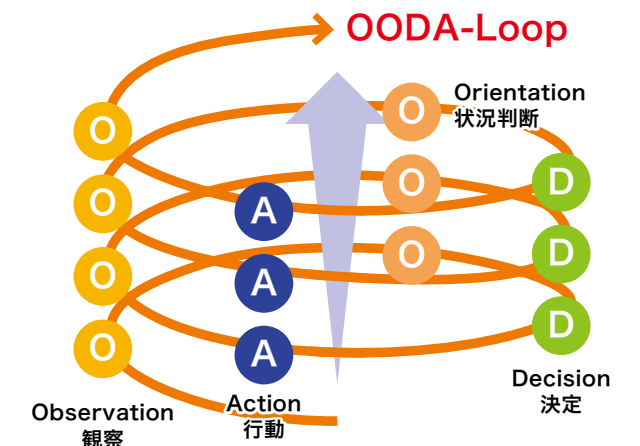 OODA-Loop
Orientation
状況判断
O
O
O
D
O
A
O
D
O
A
D
O
A
Decision
決定
Observation
観察
Action
行動